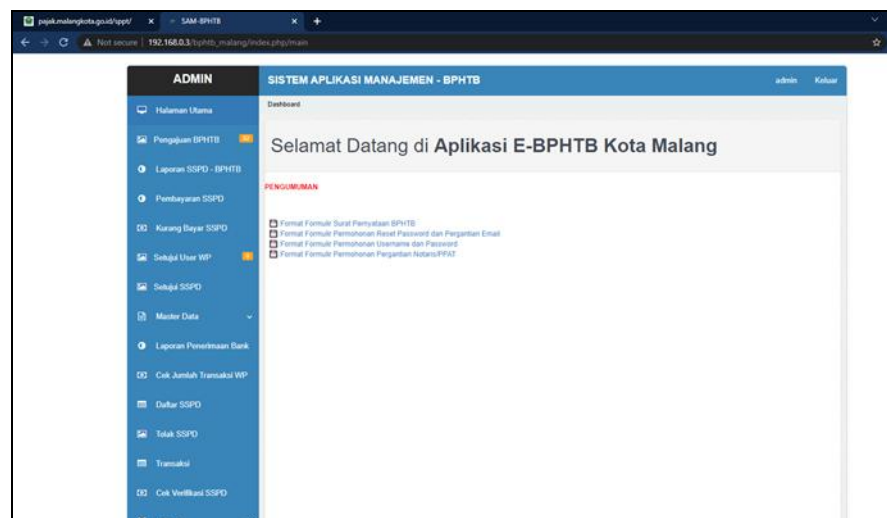 pajak.malangkota.go.id/sppt/
SAM-BPHTB
Not secure | 192.168.0.3/bphtb_malang/index.php/main
ADMIN
SISTEM APLIKASI MANAJEMEN - BPHTB
admin
Keluar
Halaman Utama
Pengajuan BPHTB
Laporan SSPD - BPHTB
Pembayaran SSPD
Kurang Bayar SSPD
Setujui User WP
Setujui SSPD
Master Data
Laporan Penerimaan Bank
Cek Jumlah Transaksi WP
Daftar SSPD
Tolak SSPD
Transaksi
Cek Verifikasi SSPD
Dashboard
Selamat Datang di Aplikasi E-BPHTB Kota Malang
PENGUMUMAN
Format Formulir Surat Pernyataan BPHTB
Format Formulir Permohonan Reset Password dan Pergantian Email
Format Formulir Permohonan Username dan Password
Format Formulir Permohonan Pergantian Notaris/PPAT